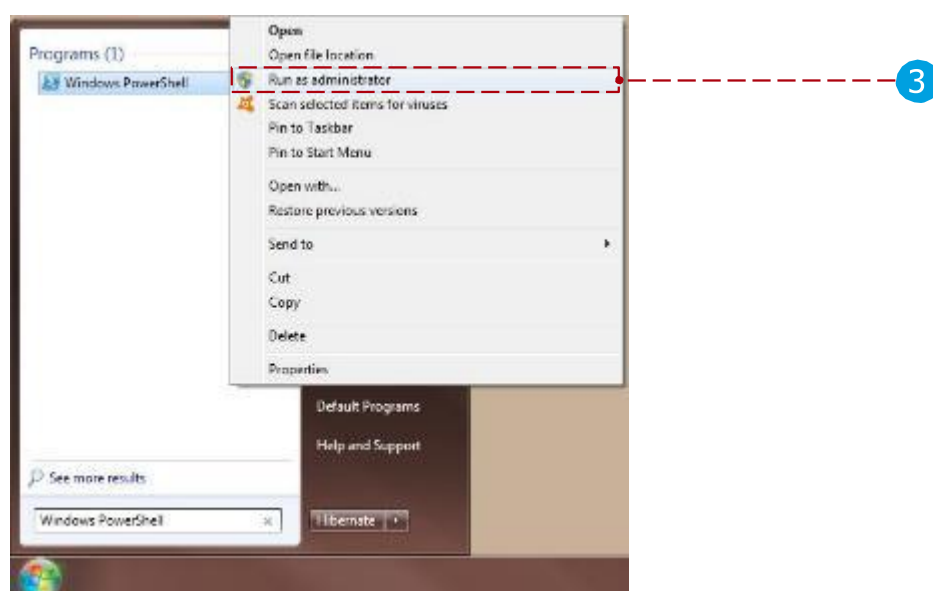 Programs (1)
Windows PowerShell
Open
Open file location
Run as administrator
Scan selected items for viruses
Pin to Taskbar
Pin to Start Menu
Open with...
Restore previous versions
Send to
Cut
Copy
Delete
Properties
3
Default Programs
Help and Support
See more results
Windows PowerShell
Hibernate